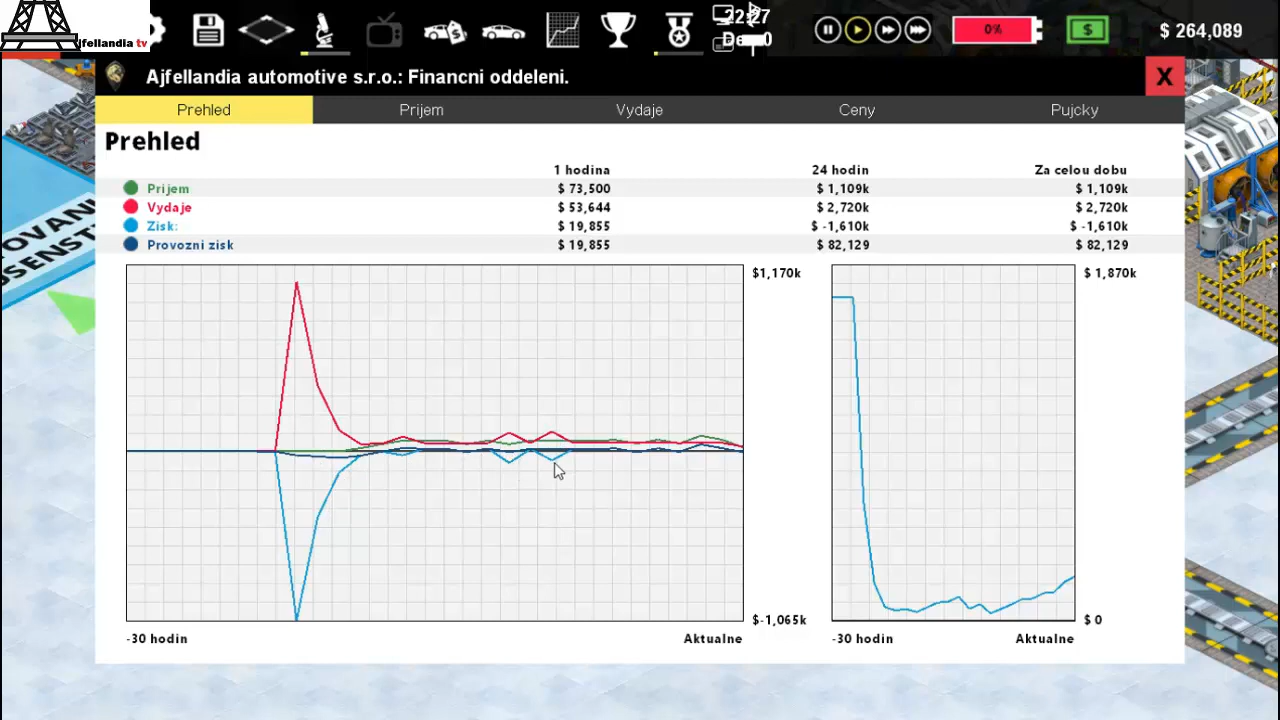 jfellandia tv
22:27
0%
$
$ 264,089
Ajfellandia automotive s.r.o.: Financni oddeleni.
X
Prehled
Prijem
Vydaje
Ceny
Pujcky
Prehled
1 hodina
24 hodin
Za celou dobu
Prijem
$ 73,500
$ 1,109k
$ 1,109k
Vydaje
$ 53,644
$ 2,720k
$ 2,720k
Zisk:
$ 19,855
$ -1,610k
$ -1,610k
Provozni zisk
$ 19,855
$ 82,129
$ 82,129
$1,170k
$ 1,870k
$-1,065k
$ 0
-30 hodin
Aktualne
-30 hodin
Aktualne